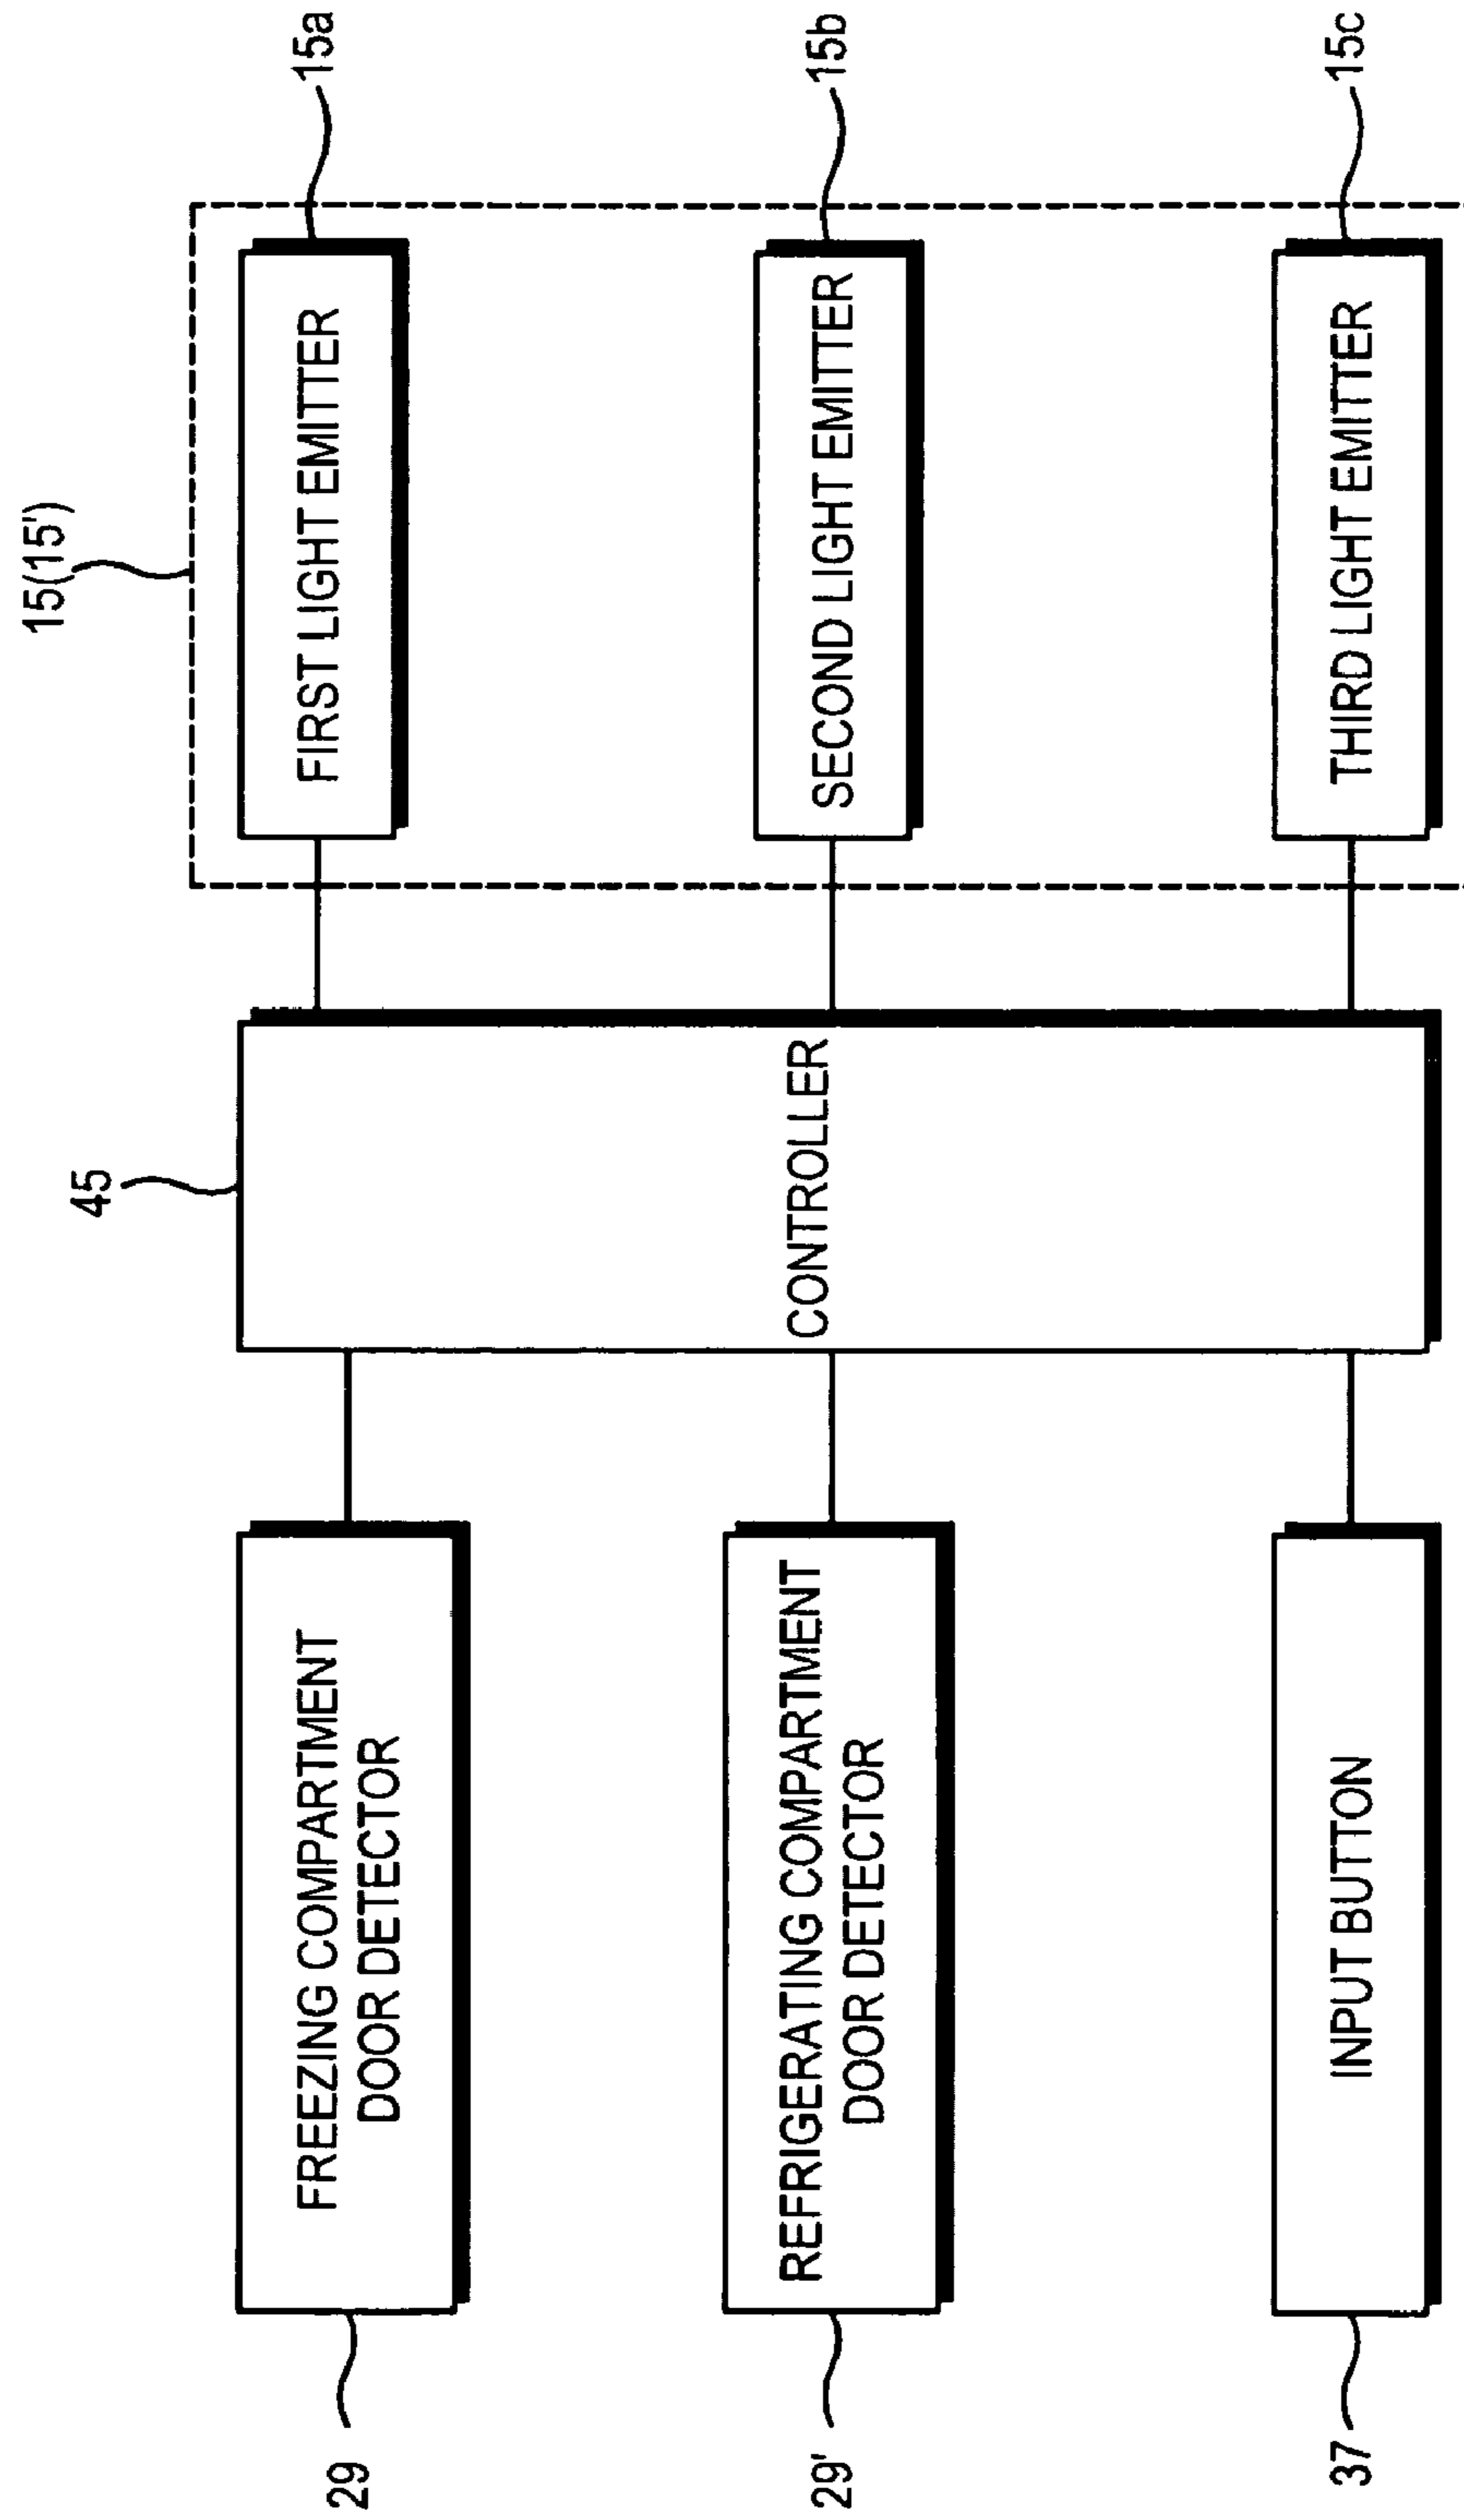 15(15')
45
29
FREEZING COMPARTMENT
DOOR DETECTOR
FIRST LIGHT EMITTER
15a
29'
REFRIGERATING COMPARTMENT
DOOR DETECTOR
CONTROLLER
SECOND LIGHT EMITTER
15b
37
INPUT BUTTON
THIRD LIGHT EMITTER
15c